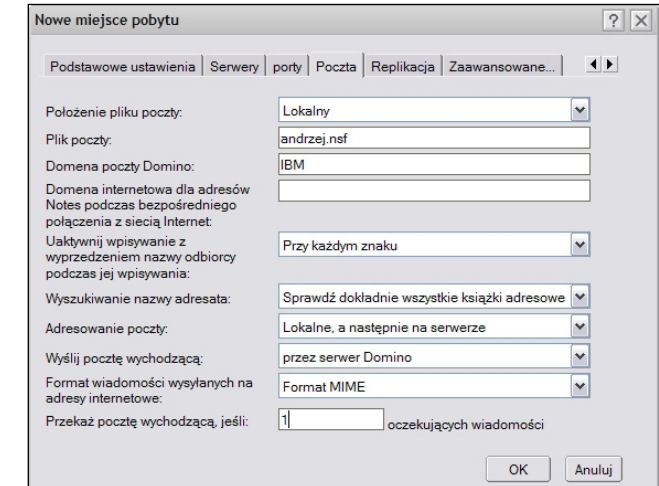 Nowe miejsce pobytu
Podstawowe ustawienia Serwery porty Poczta Replikacja Zaawansowane...
Położenie pliku poczty: Lokalny
Plik poczty: andrzej.nsf
Domena poczty Domino: IBM
Domena internetowa dla adresów
Notes podczas bezpośredniego
połączenia z siecią Internet:
Uaktywnij wpisywanie z
wyprzedzeniem nazwy odbiorcy
podczas jej wpisywania:
Przy każdym znaku
Wyszukiwanie nazwy adresata: Sprawdź dokładnie wszystkie książki adresowe
Adresowanie poczty: Lokalne, a następnie na serwerze
Wyślij pocztę wychodzącą: przez serwer Domino
Format wiadomości wysyłanych na
adresy internetowe:
Format MIME
Przekaż pocztę wychodzącą, jeśli: 1 oczekujących wiadomości
OK Anuluj